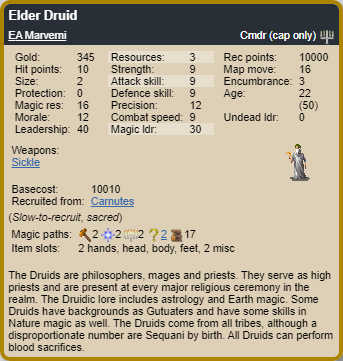 Elder Druid
EA Marverni Cmdr (cap only)
Gold: 345 Resources: 3 Rec points: 10000
Hit points: 10 Strength: 9 Map move: 16
Size: 2 Attack skill: 9 Encumbrance: 3
Protection: 0 Defence skill: 9 Age: 22
Magic res: 16 Precision: 12 (50)
Morale: 12 Combat speed: 9 Undead ldr: 0
Leadership: 40 Magic ldr: 30
Weapons:
Sickle
Basecost: 10010
Recruited from: Carnutes
(Slow-to-recruit, sacred)
Magic paths: 2 2 2 ?2 17
Item slots: 2 hands, head, body, feet, 2 misc
The Druids are philosophers, mages and priests. They serve as high
priests and are present at every major religious ceremony in the
realm. The Druidic lore includes astrology and Earth magic. Some
Druids have backgrounds as Gutuaters and have some skills in
Nature magic as well. The Druids come from all tribes, although a
disproportionate number are Sequani by birth. All Druids can perform
blood sacrifices.